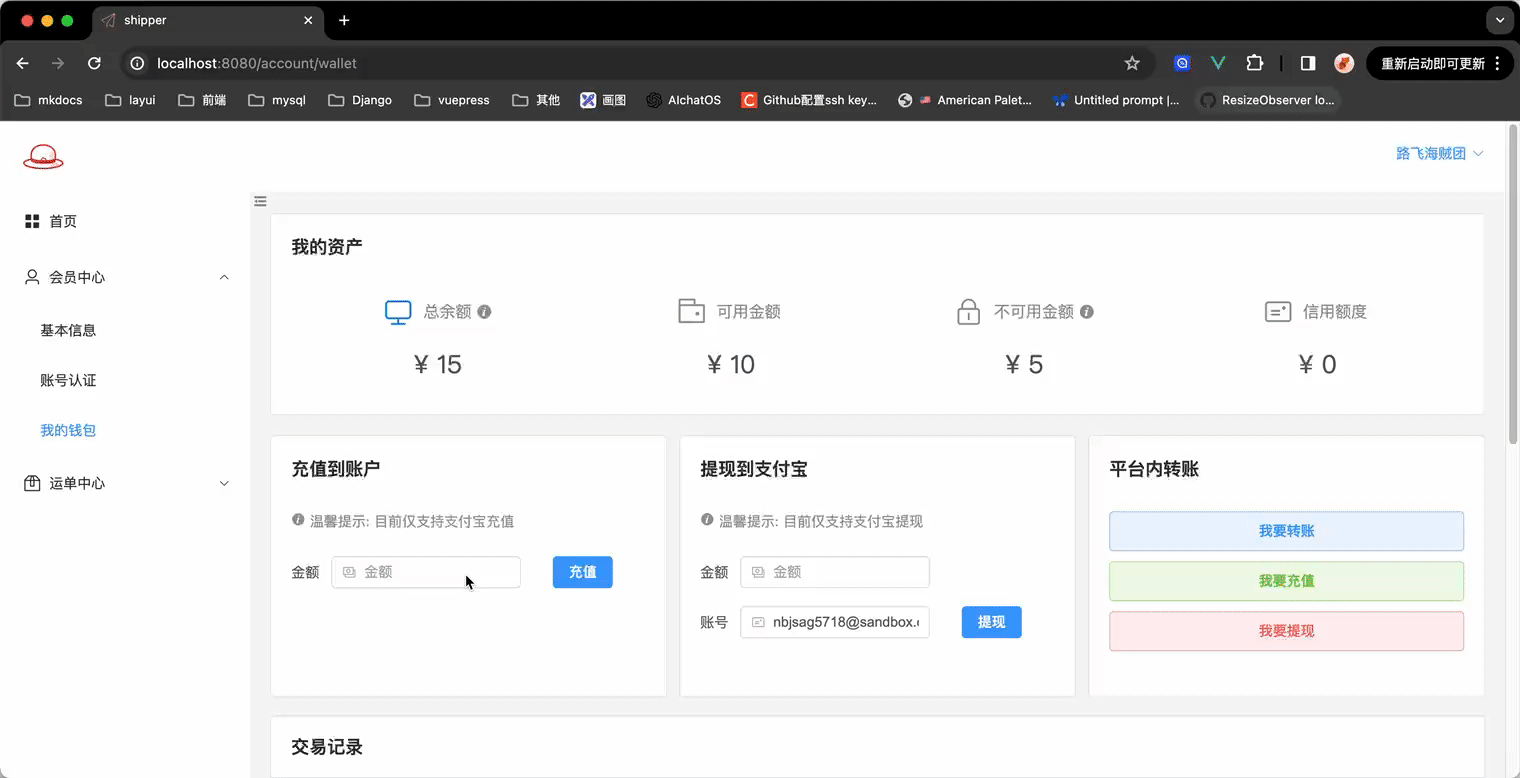 shipper
localhost:8080/account/wallet
重新启动即可更新
mkdocs layui 前端 mysql Django vuepress 其他 画图 AIchatOS Github配置ssh key... American Palet... Untitled prompt |... ResizeObserver lo...
路飞海贼团
首页
会员中心
基本信息
账号认证
我的钱包
运单中心
我的资产
总余额 可用金额 不可用金额 信用额度
¥ 15 ¥ 10 ¥ 5 ¥ 0
充值到账户
温馨提示: 目前仅支持支付宝充值
金额 金额 充值
提现到支付宝
温馨提示: 目前仅支持支付宝提现
金额 金额
账号 nbjsag5718@sandbox.c 提现
平台内转账
我要转账
我要充值
我要提现
交易记录